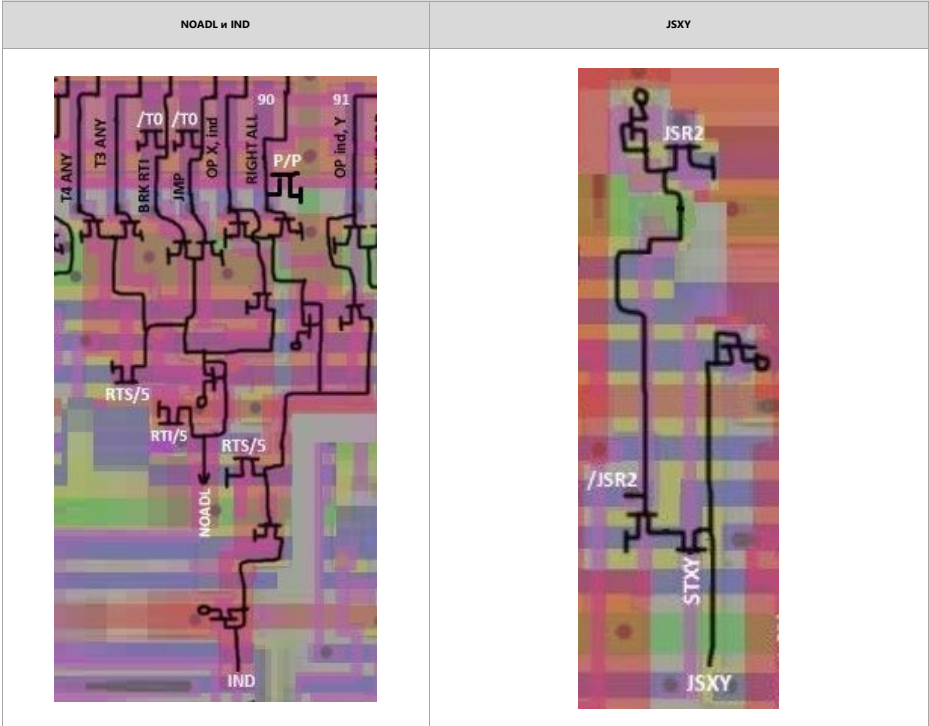 NOADL и IND
JSXY
90
91
/T0
/T0
T4 ANY
T3 ANY
BRK RTI
JMP
OP X, ind
RIGHT ALL
P/P
OP ind, Y
RTS/5
RTI/5
RTS/5
NOADL
IND
JSR2
/JSR2
STXY
JSXY